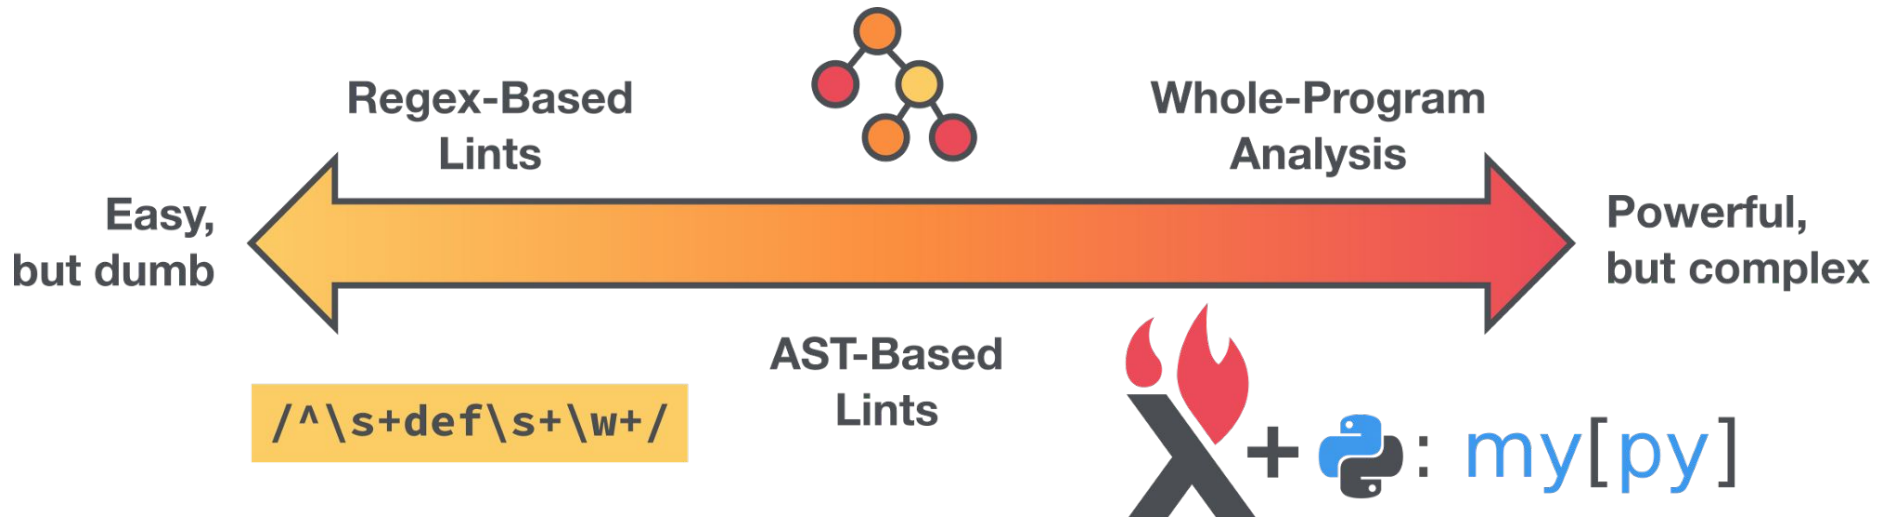 Regex-Based
Lints
Whole-Program
Analysis
Easy,
but dumb
Powerful,
but complex
AST-Based
Lints
/^\s+def\s+\w+/
λ+ : my[py]